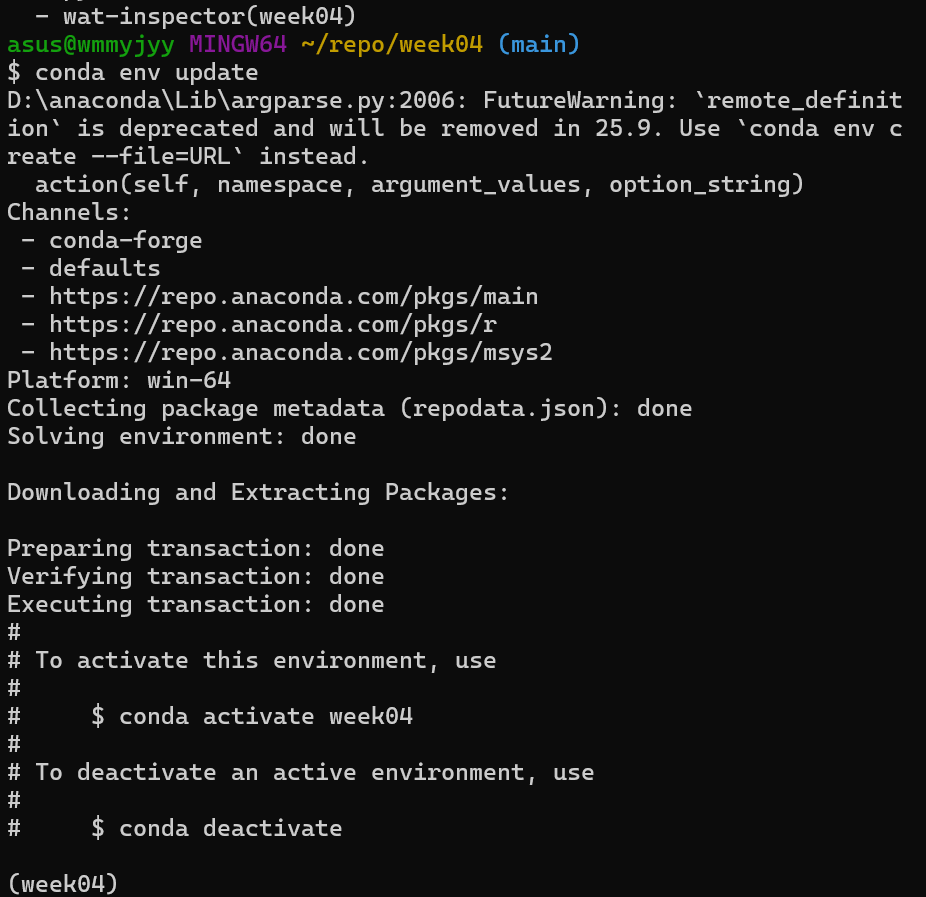 - wat-inspector(week04)
asus@wmmyjyy MINGW64 ~/repo/week04 (main)
$ conda env update
D:\anaconda\Lib\argparse.py:2006: FutureWarning: `remote_definit
ion` is deprecated and will be removed in 25.9. Use `conda env c
reate --file=URL` instead.
  action(self, namespace, argument_values, option_string)
Channels:
 - conda-forge
 - defaults
 - https://repo.anaconda.com/pkgs/main
 - https://repo.anaconda.com/pkgs/r
 - https://repo.anaconda.com/pkgs/msys2
Platform: win-64
Collecting package metadata (repodata.json): done
Solving environment: done

Downloading and Extracting Packages:

Preparing transaction: done
Verifying transaction: done
Executing transaction: done
#
# To activate this environment, use
#
#     $ conda activate week04
#
# To deactivate an active environment, use
#
#     $ conda deactivate

(week04)